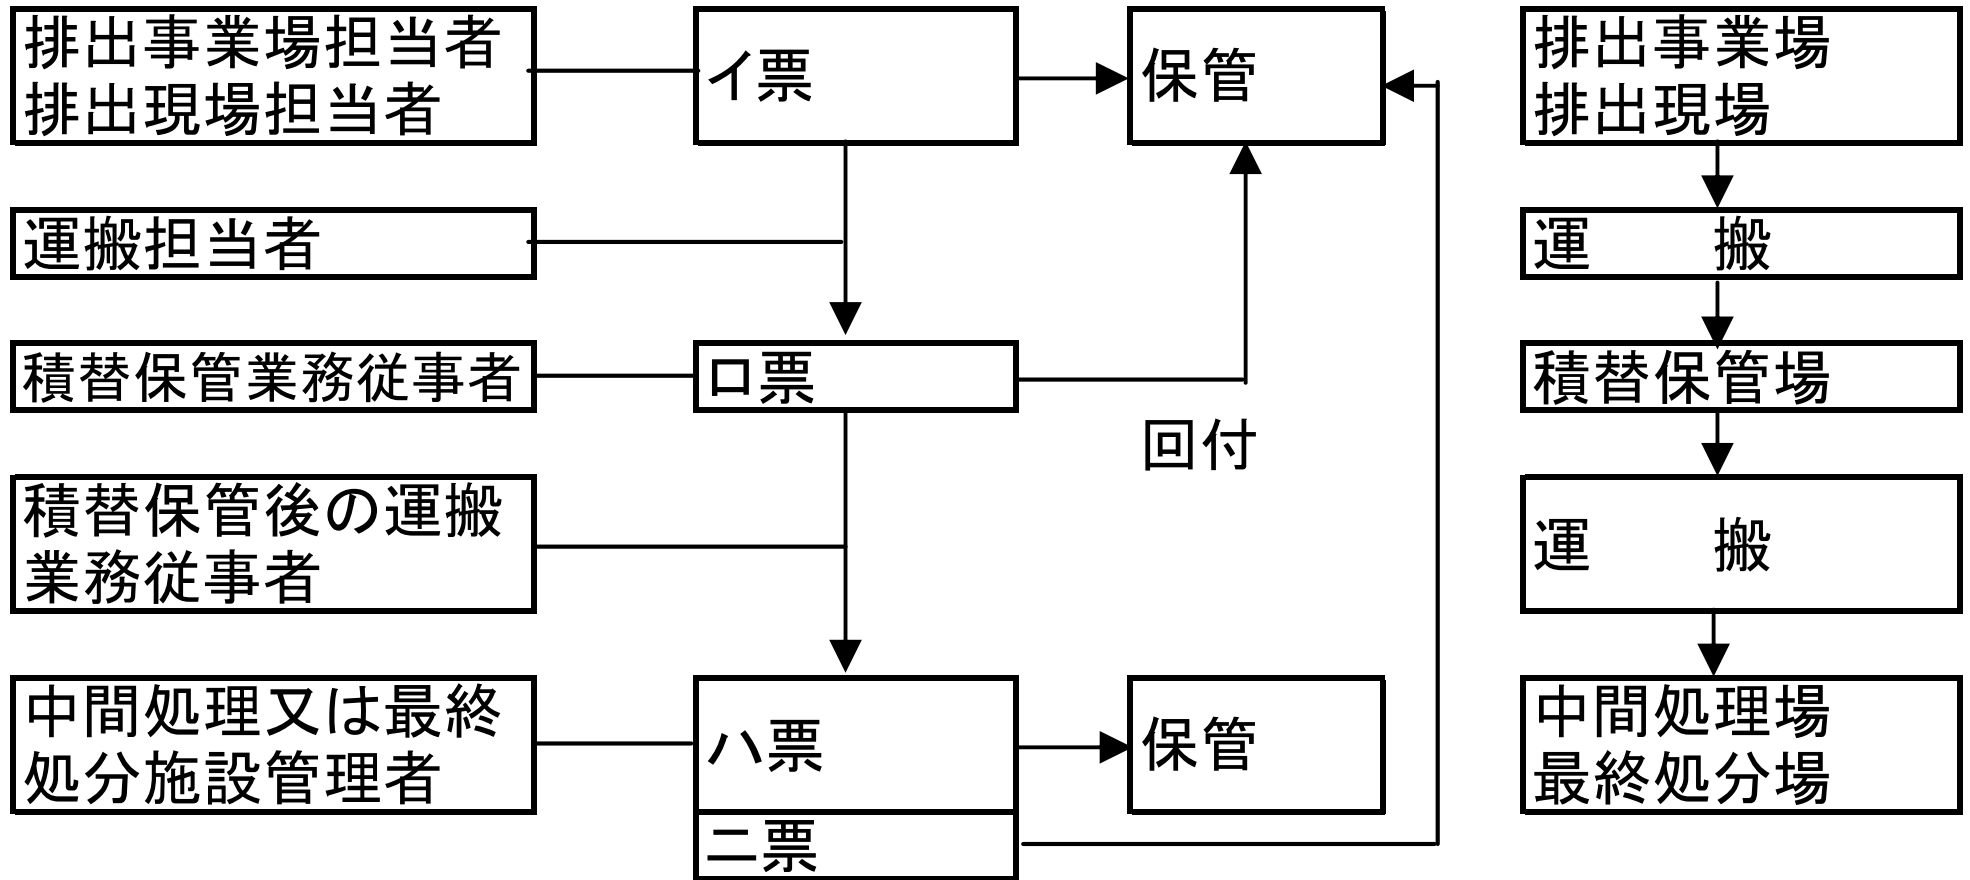 排出事業場担当者
排出現場担当者
イ票
保管
排出事業場
排出現場
運搬担当者
運　　搬
積替保管業務従事者
ロ票
積替保管場
回付
積替保管後の運搬
業務従事者
運　　搬
中間処理又は最終
処分施設管理者
ハ票
保管
中間処理場
最終処分場
ニ票